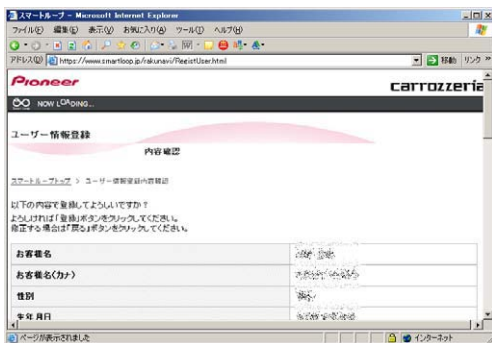 スマートループ - Microsoft Internet Explorer
ファイル(F) 編集(E) 表示(V) お気に入り(A) ツール(T) ヘルプ(H)
アドレス(D) https://www.smartloop.jp/rakunavi/RegistUser.html 移動 リンク »
Pioneer carrozzeria
NOW LOADING...
ユーザー情報登録
内容確認
スマートループトップ > ユーザー情報登録内容確認
以下の内容で登録してよろしいですか？
よろしければ「登録」ボタンをクリックしてください。
修正する場合は「戻る」ボタンをクリックしてください。
お客様名
お客様名(カナ)
性別
生年月日
ページが表示されました インターネット